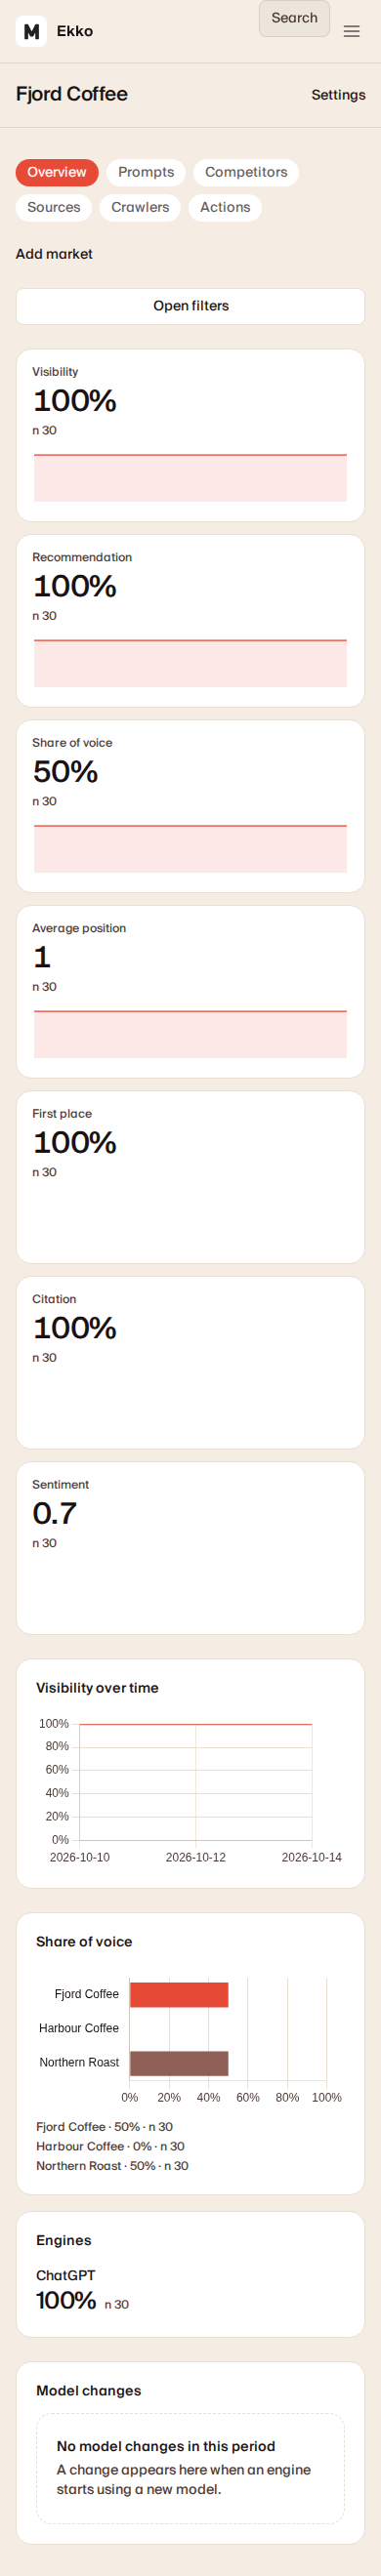 Ekko
Search
Fjord Coffee
Settings
Overview
Prompts
Competitors
Sources
Crawlers
Actions
Add market
Open filters
Visibility
100%
n 30
Recommendation
100%
n 30
Share of voice
50%
n 30
Average position
1
n 30
First place
100%
n 30
Citation
100%
n 30
Sentiment
0.7
n 30
Visibility over time
100%
80%
60%
40%
20%
0%
2026-10-10
2026-10-12
2026-10-14
Share of voice
Fjord Coffee
Harbour Coffee
Northern Roast
0%
20%
40%
60%
80%
100%
Fjord Coffee · 50% · n 30
Harbour Coffee · 0% · n 30
Northern Roast · 50% · n 30
Engines
ChatGPT
100% n 30
Model changes
No model changes in this period
A change appears here when an engine
starts using a new model.